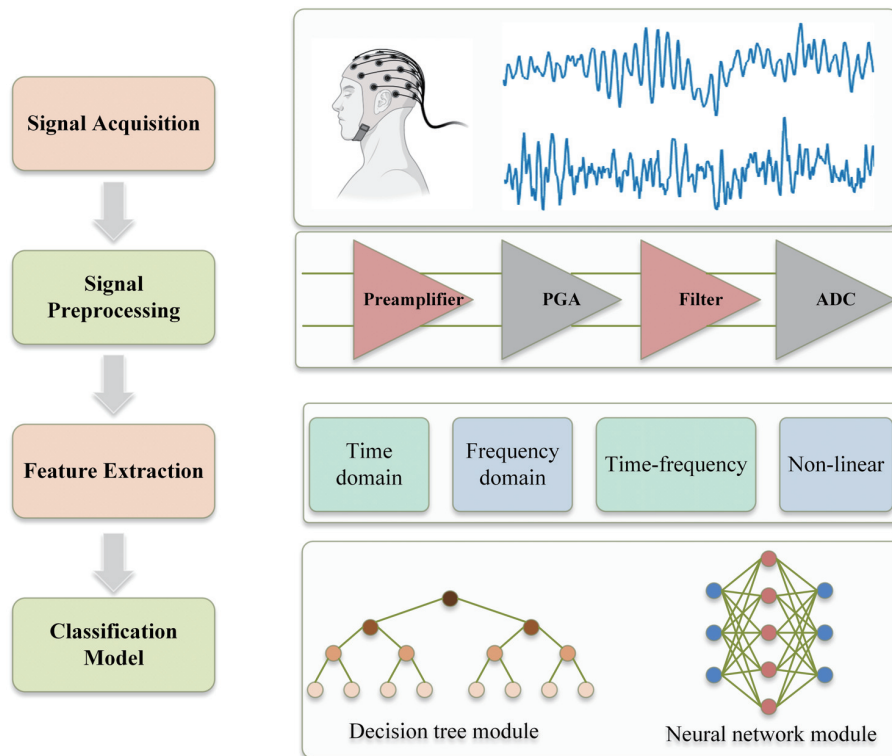 Signal Acquisition
Signal
Preprocessing
Preamplifier
PGA
Filter
ADC
Feature Extraction
Time
domain
Frequency
domain
Time-frequency
Non-linear
Classification
Model
Decision tree module
Neural network module